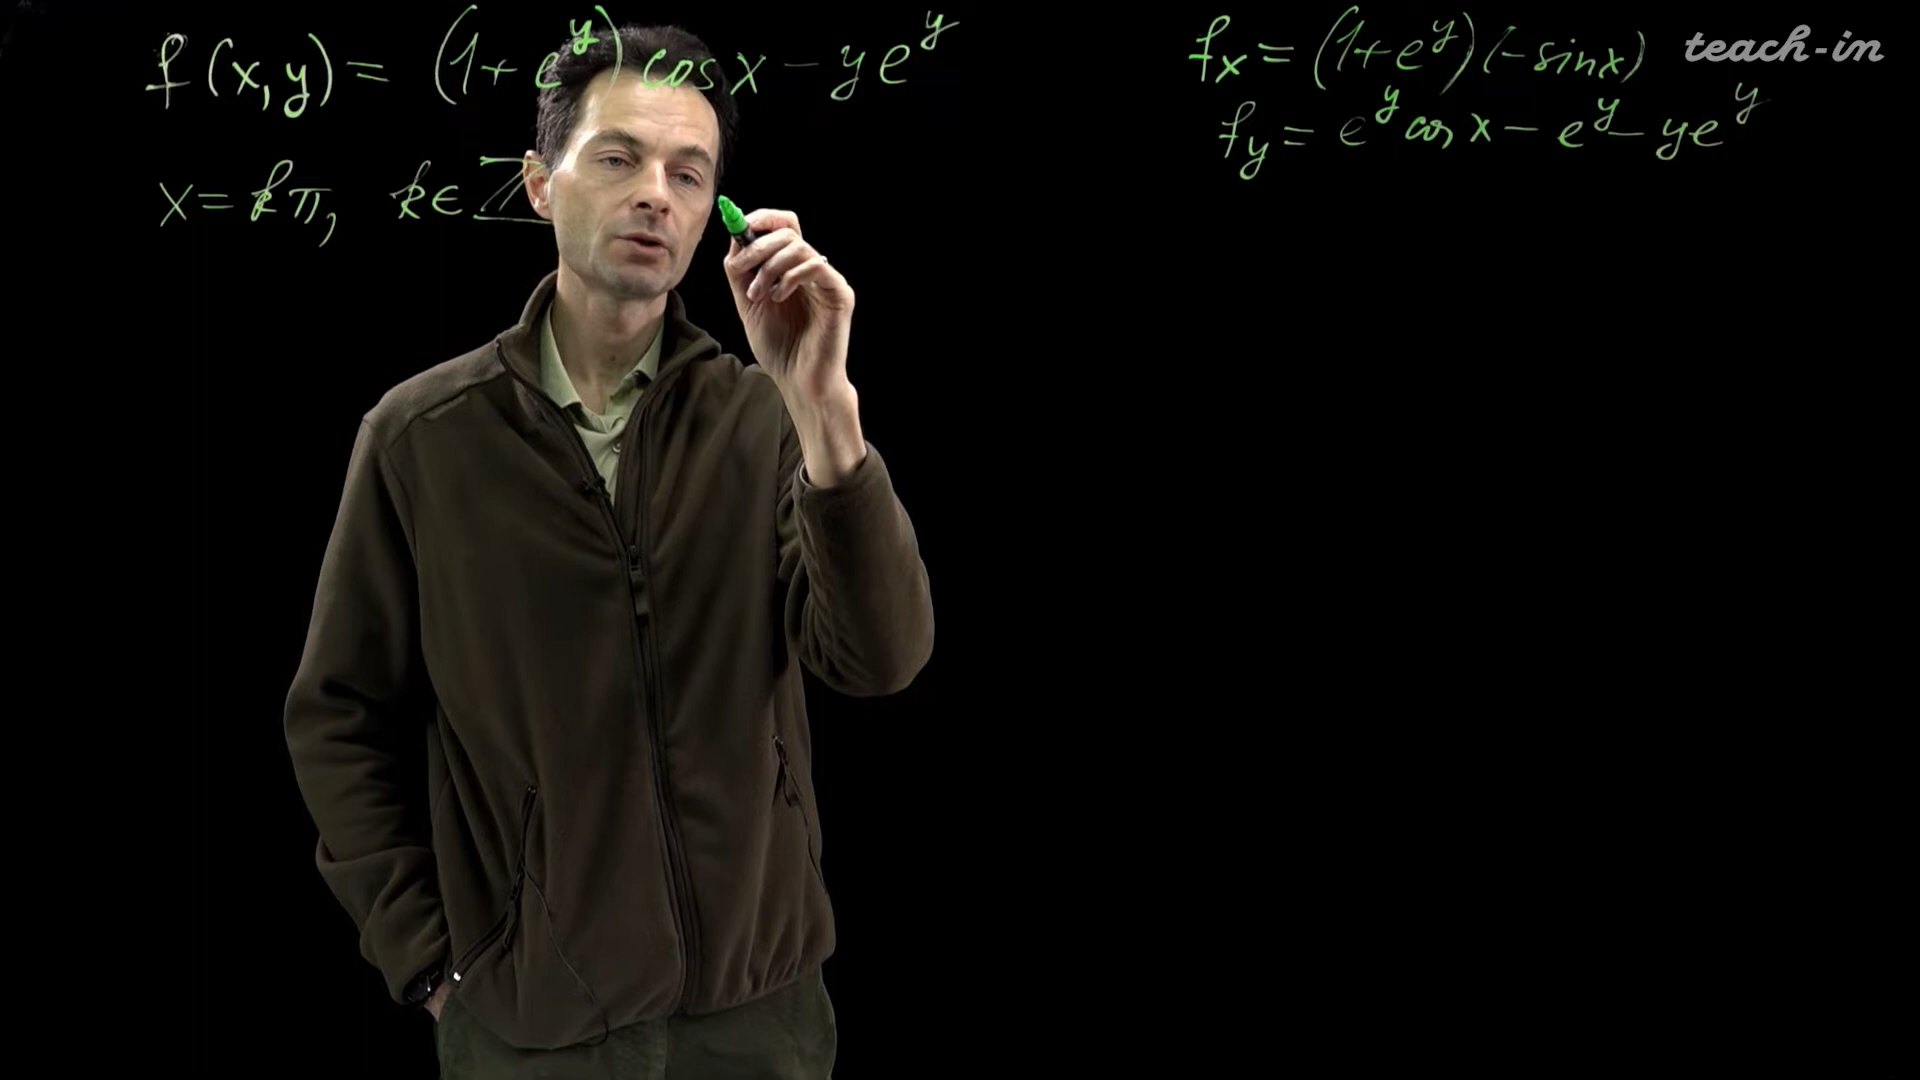 f(x,y) = (1+e^y) cos x − ye^y
x = kπ, k ∈ ℤ
f_x = (1+e^y)(−sin x)
f_y = e^y cos x − e^y − ye^y
teach-in